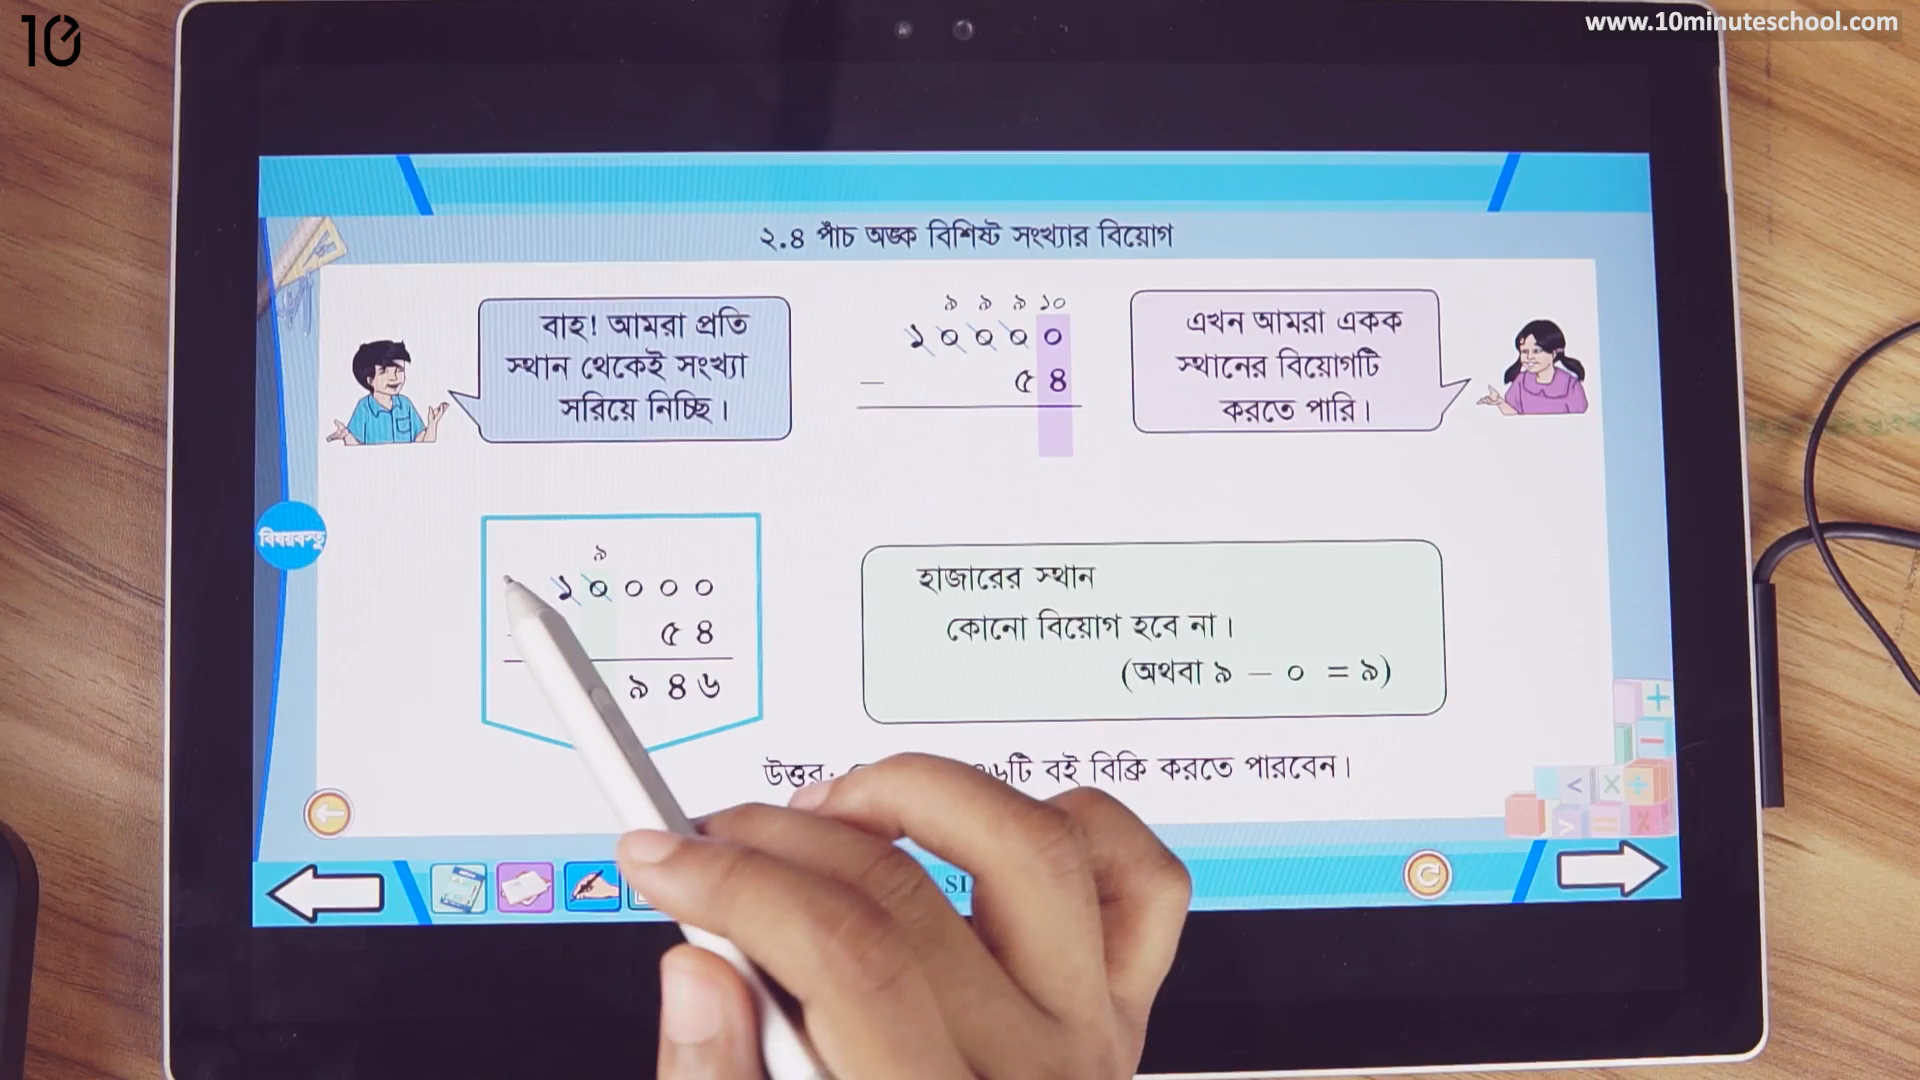 10
www.10minuteschool.com
২.৪ পাঁচ অঙ্ক বিশিষ্ট সংখ্যার বিয়োগ
বাহ! আমরা প্রতি
স্থান থেকেই সংখ্যা
সরিয়ে নিচ্ছি।
৯ ৯ ৯ ১০
১ ০ ০ ০ ০
– ৫ ৪
এখন আমরা একক
স্থানের বিয়োগটি
করতে পারি।
বিষয়বস্তু
৯
১ ০ ০ ০ ০
৫ ৪
৯ ৪ ৬
হাজারের স্থান
কোনো বিয়োগ হবে না।
(অথবা ৯ – ০ = ৯)
উত্তর: টি বই বিক্রি করতে পারবেন।